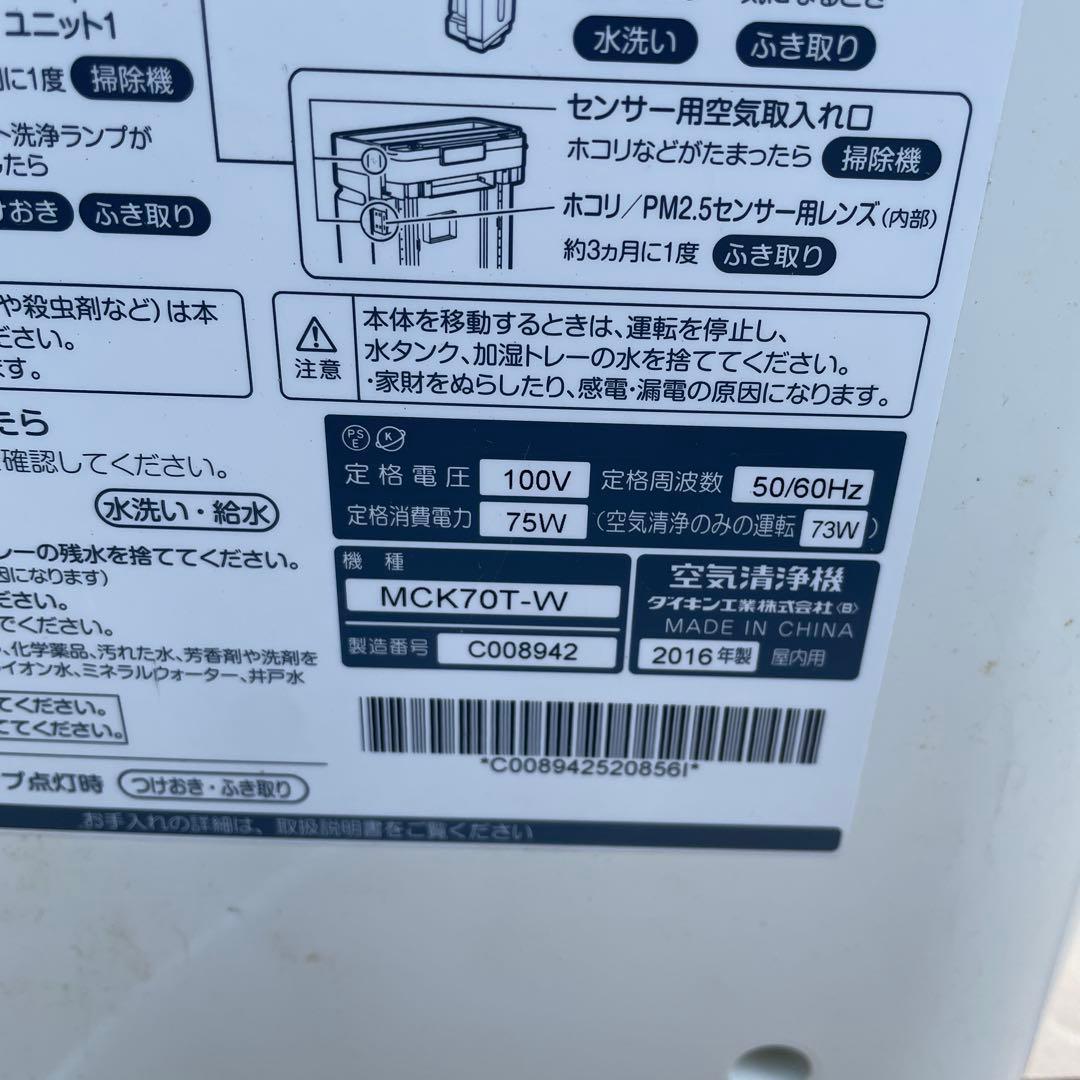 ユニット1
に1度 掃除機
ト洗浄ランプが
したら
けおき ふき取り
水洗い ふき取り
センサー用空気取入れ口
ホコリなどがたまったら 掃除機
ホコリ/PM2.5センサー用レンズ(内部)
約3ヵ月に1度 ふき取り
や殺虫剤など)は本
ださい。
ます。
注意
本体を移動するときは、運転を停止し、
水タンク、加湿トレーの水を捨ててください。
・家財をぬらしたり、感電・漏電の原因になります。
たら
確認してください。
水洗い・給水
レーの残水を捨ててください。
因になります)
ださい。
でください。
、化学薬品、汚れた水、芳香剤や洗剤を
イオン水、ミネラルウォーター、井戸水
てください。
ててください。
プ点灯時 つけおき・ふき取り
PSE K
定格電圧 100V 定格周波数 50/60Hz
定格消費電力 75W (空気清浄のみの運転 73W)
機種
MCK70T-W
製造番号 C008942
空気清浄機
ダイキン工業株式会社〈B〉
MADE IN CHINA
2016年製 屋内用
*C008942520856I*
お手入れの詳細は、取扱説明書をご覧ください